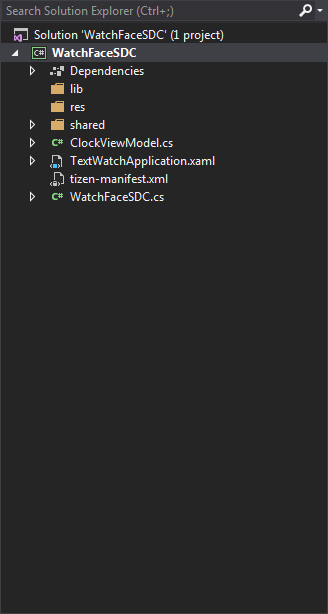 Search Solution Explorer (Ctrl+;)
Solution 'WatchFaceSDC' (1 project)
C# WatchFaceSDC
Dependencies
lib
res
shared
C# ClockViewModel.cs
TextWatchApplication.xaml
tizen-manifest.xml
C# WatchFaceSDC.cs